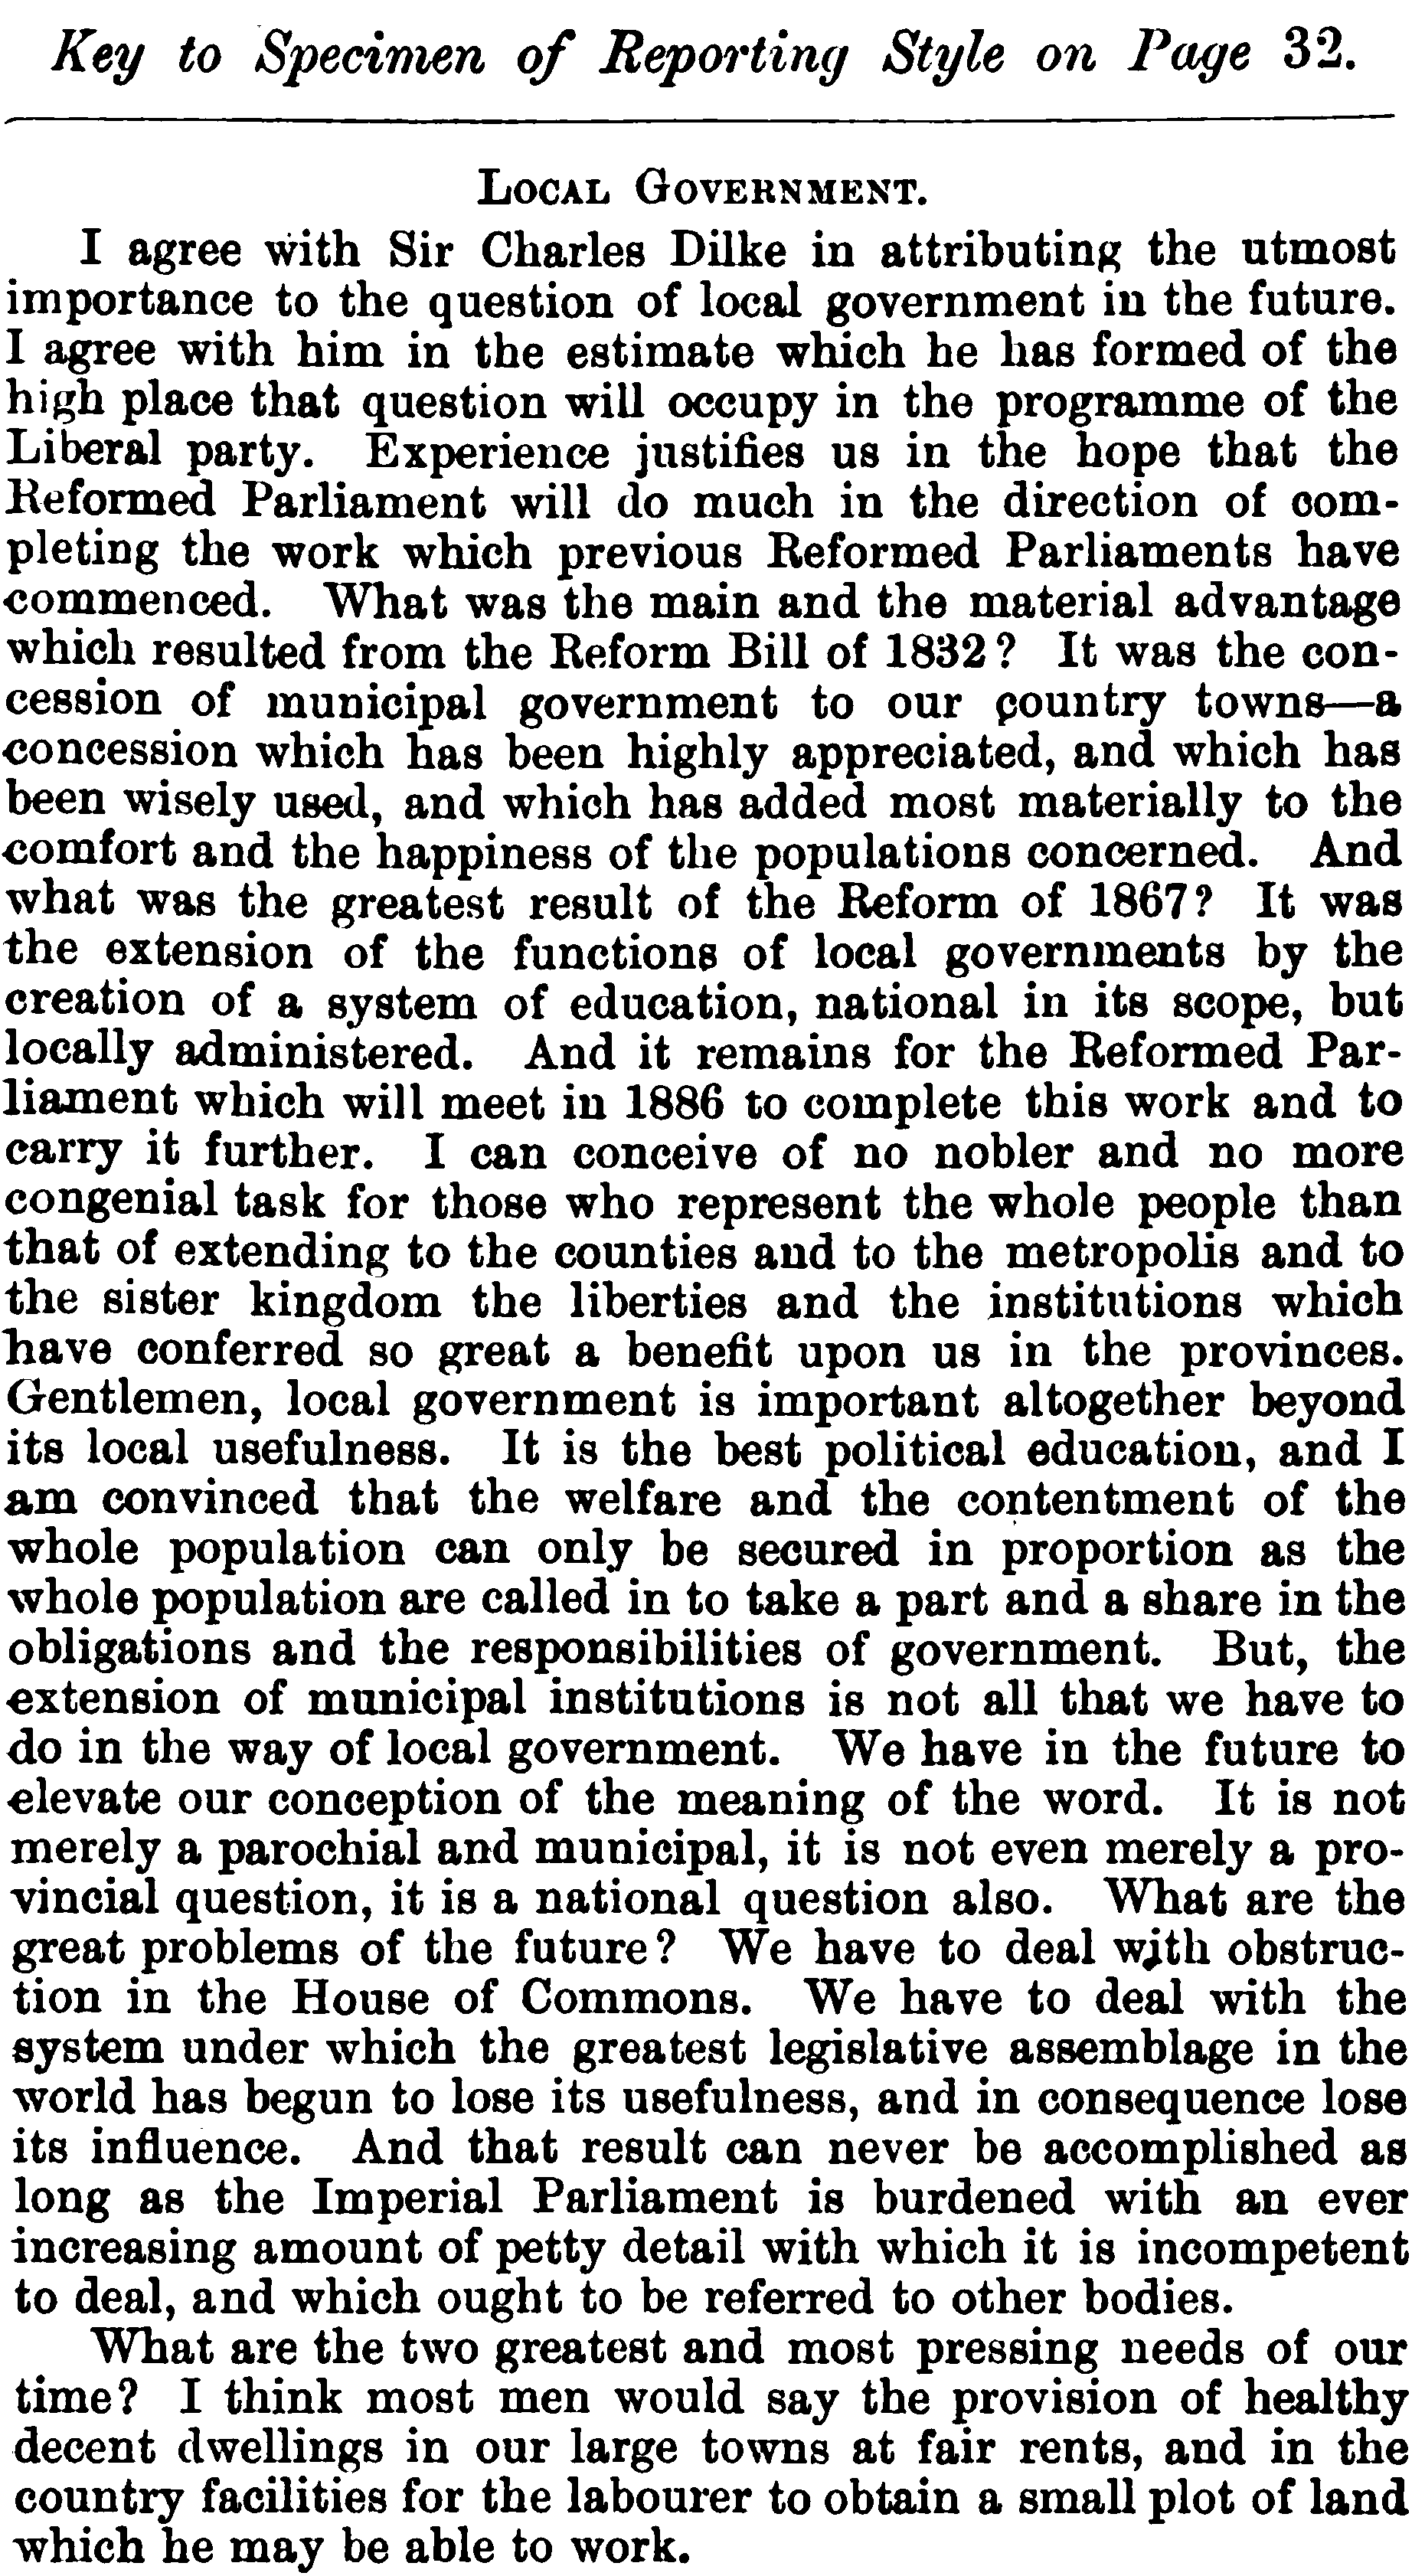 Key to Specimen of Reporting Style on Page 32.
LOCAL GOVERNMENT.
I agree with Sir Charles Dilke in attributing the utmost
importance to the question of local government in the future.
I agree with him in the estimate which he has formed of the
high place that question will occupy in the programme of the
Liberal party. Experience justifies us in the hope that the
Reformed Parliament will do much in the direction of com-
pleting the work which previous Reformed Parliaments have
commenced. What was the main and the material advantage
which resulted from the Reform Bill of 1832? It was the con-
cession of municipal government to our country towns—a
concession which has been highly appreciated, and which has
been wisely used, and which has added most materially to the
comfort and the happiness of the populations concerned. And
what was the greatest result of the Reform of 1867? It was
the extension of the functions of local governments by the
creation of a system of education, national in its scope, but
locally administered. And it remains for the Reformed Par-
liament which will meet in 1886 to complete this work and to
carry it further. I can conceive of no nobler and no more
congenial task for those who represent the whole people than
that of extending to the counties and to the metropolis and to
the sister kingdom the liberties and the institutions which
have conferred so great a benefit upon us in the provinces.
Gentlemen, local government is important altogether beyond
its local usefulness. It is the best political education, and I
am convinced that the welfare and the contentment of the
whole population can only be secured in proportion as the
whole population are called in to take a part and a share in the
obligations and the responsibilities of government. But, the
extension of municipal institutions is not all that we have to
do in the way of local government. We have in the future to
elevate our conception of the meaning of the word. It is not
merely a parochial and municipal, it is not even merely a pro-
vincial question, it is a national question also. What are the
great problems of the future? We have to deal with obstruc-
tion in the House of Commons. We have to deal with the
system under which the greatest legislative assemblage in the
world has begun to lose its usefulness, and in consequence lose
its influence. And that result can never be accomplished as
long as the Imperial Parliament is burdened with an ever
increasing amount of petty detail with which it is incompetent
to deal, and which ought to be referred to other bodies.
What are the two greatest and most pressing needs of our
time? I think most men would say the provision of healthy
decent dwellings in our large towns at fair rents, and in the
country facilities for the labourer to obtain a small plot of land
which he may be able to work.